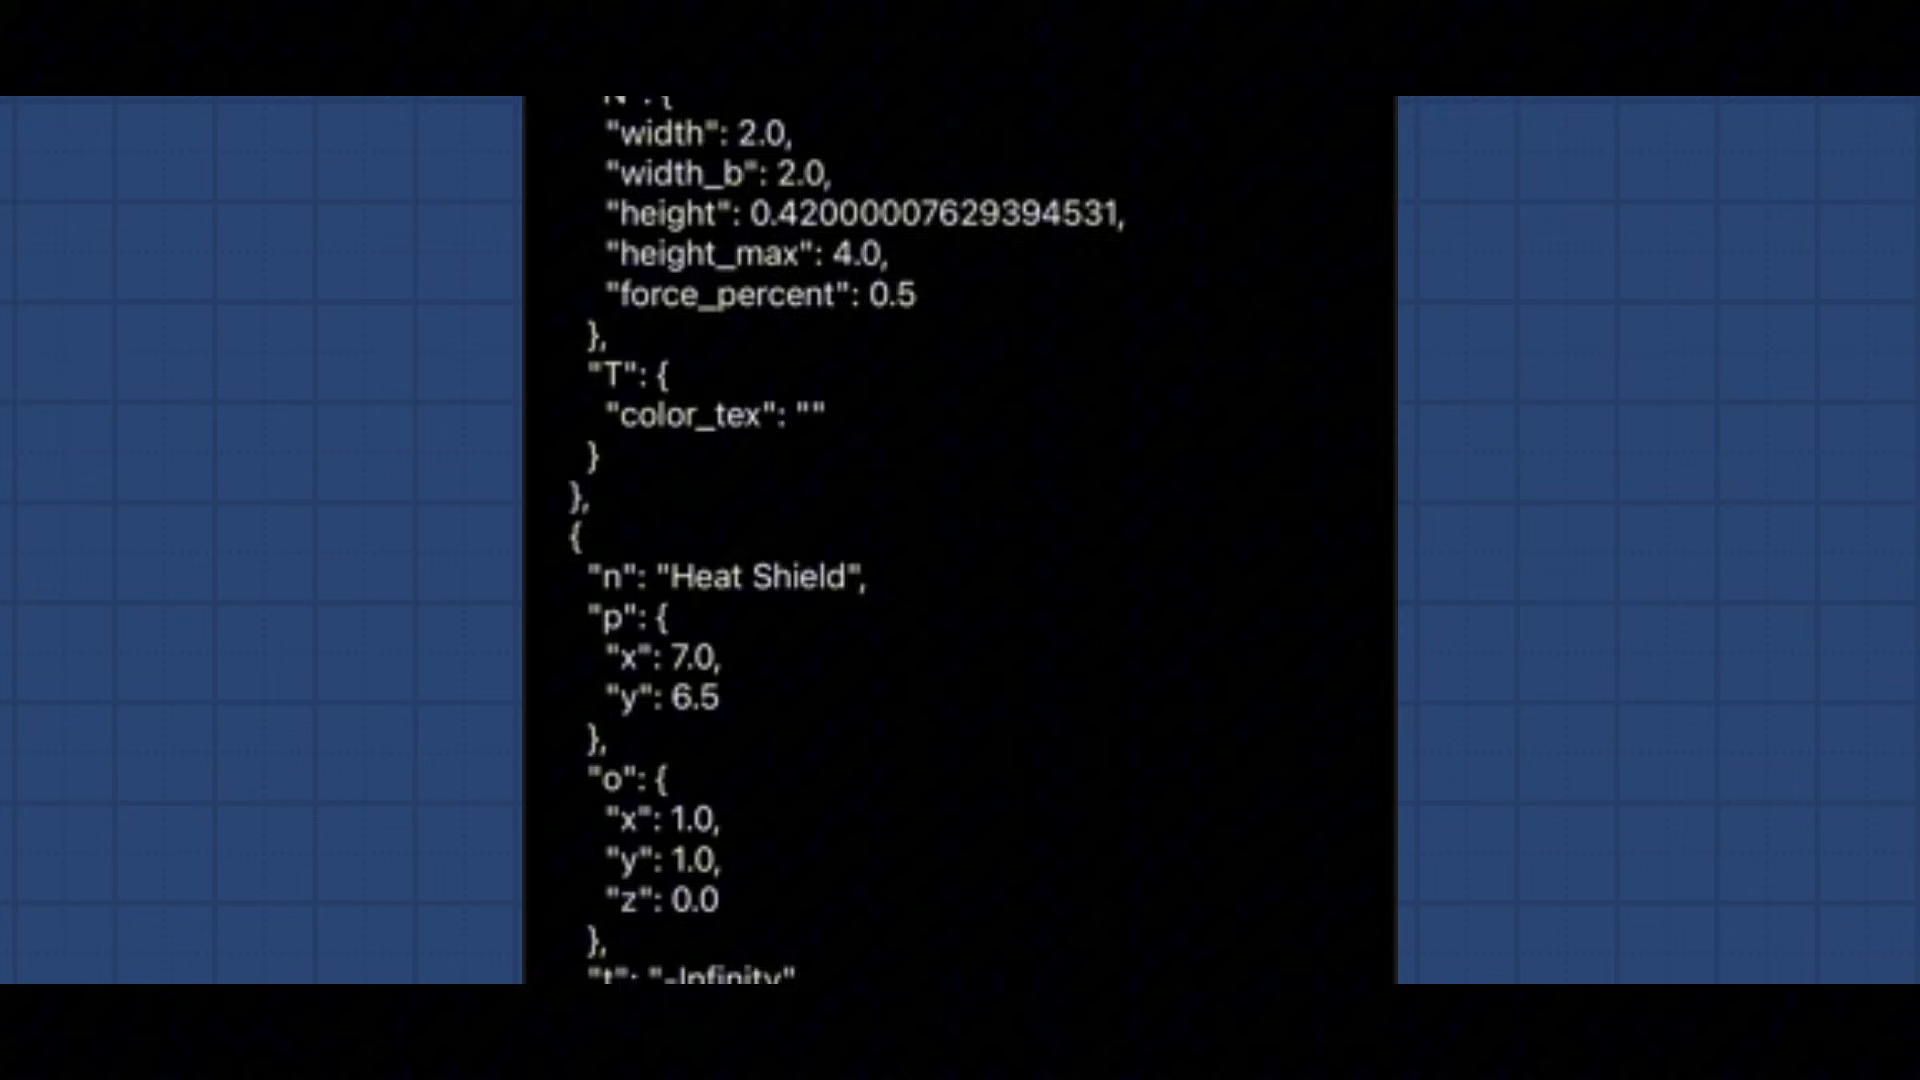 "N": {
"width": 2.0,
"width_b": 2.0,
"height": 0.42000007629394531,
"height_max": 4.0,
"force_percent": 0.5
},
"T": {
"color_tex": ""
}
},
{
"n": "Heat Shield",
"p": {
"x": 7.0,
"y": 6.5
},
"o": {
"x": 1.0,
"y": 1.0,
"z": 0.0
},
"t": "-Infinity"